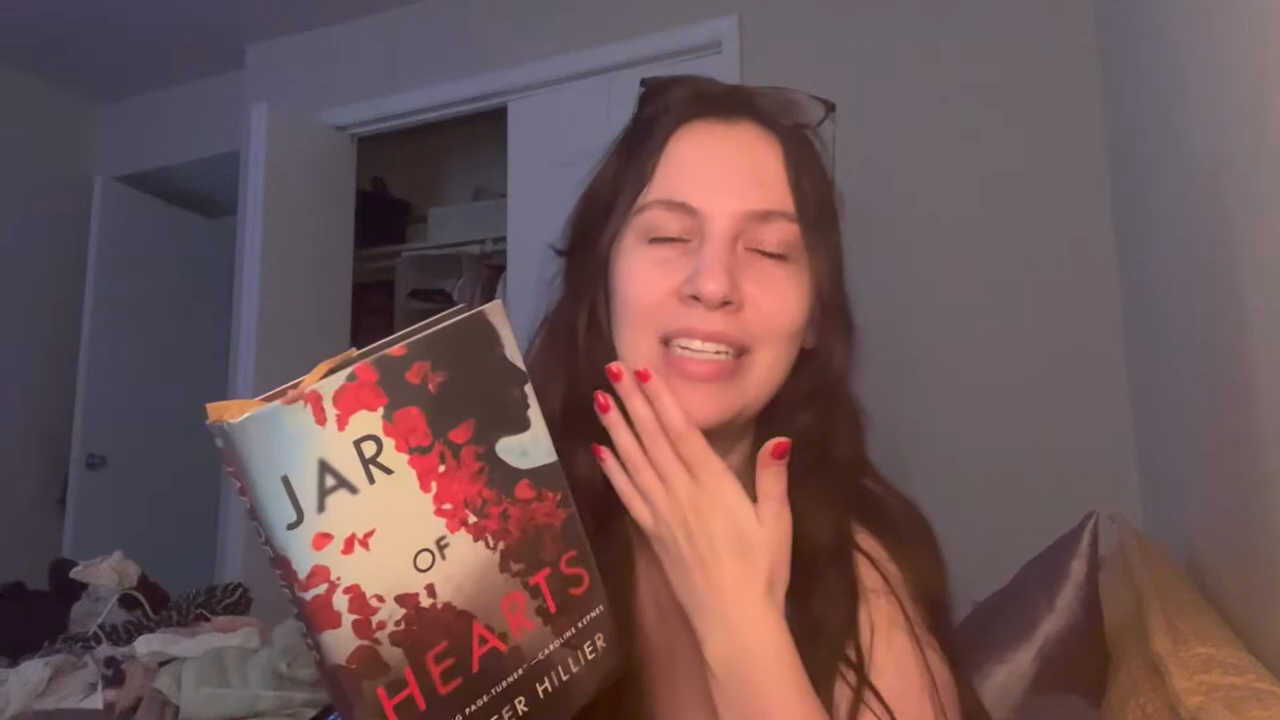 JAR
OF
HEARTS
PAGE-TURNER" —CAROLINE KEPNES
HILLIER